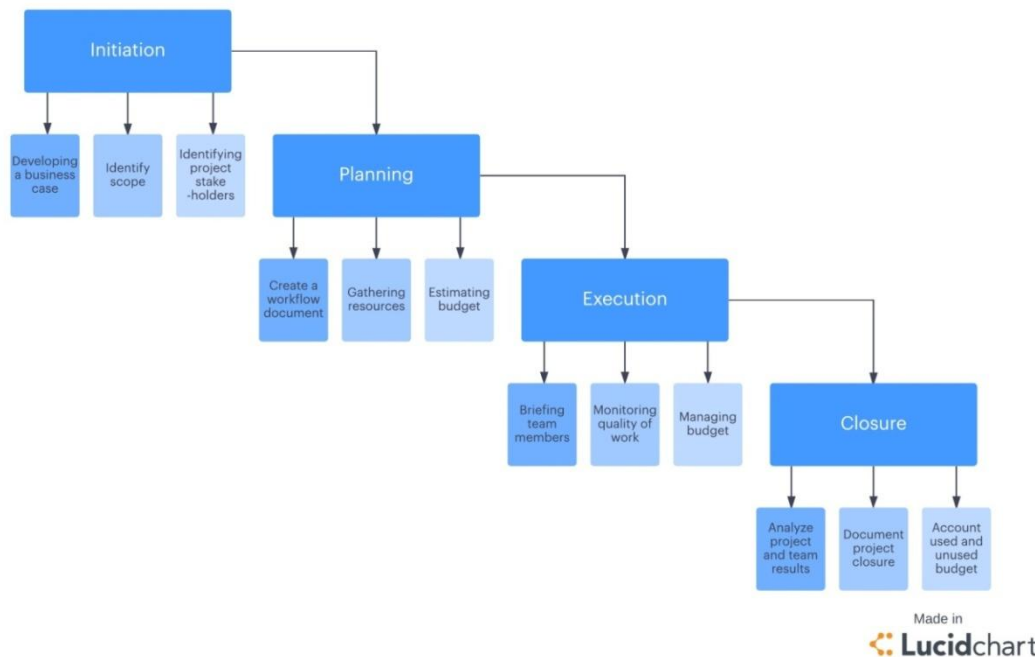 Initiation
Developing
a business
case
Identify
scope
Identifying
project
stake
-holders
Planning
Create a
workflow
document
Gathering
resources
Estimating
budget
Execution
Briefing
team
members
Monitoring
quality of
work
Managing
budget
Closure
Analyze
project
and team
results
Document
project
closure
Account
used and
unused
budget
Made in
Lucidchart